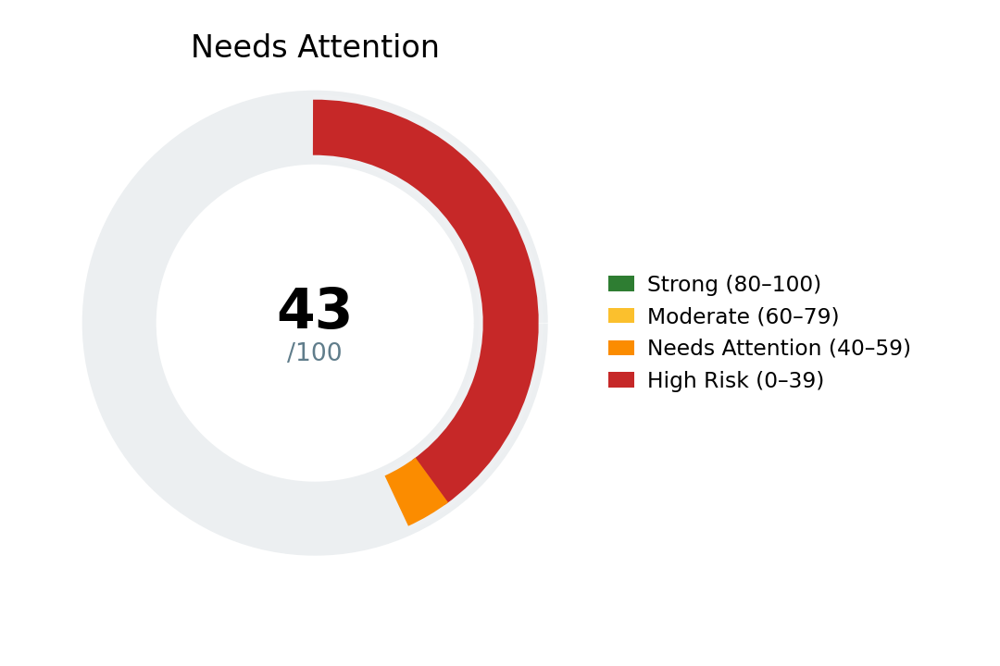 Needs Attention
43
/100
Strong (80–100)
Moderate (60–79)
Needs Attention (40–59)
High Risk (0–39)